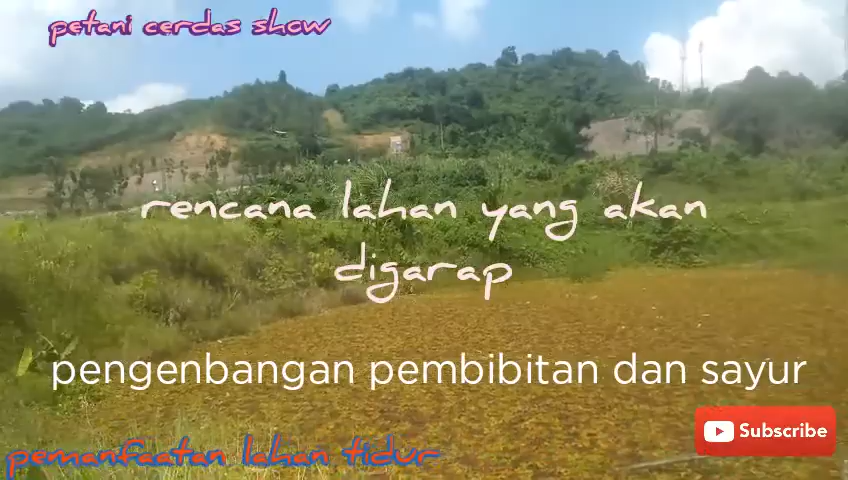 petani cerdas show
rencana lahan yang akan
digarap
pengenbangan pembibitan dan sayur
Subscribe
pemanfaatan lahan tidur